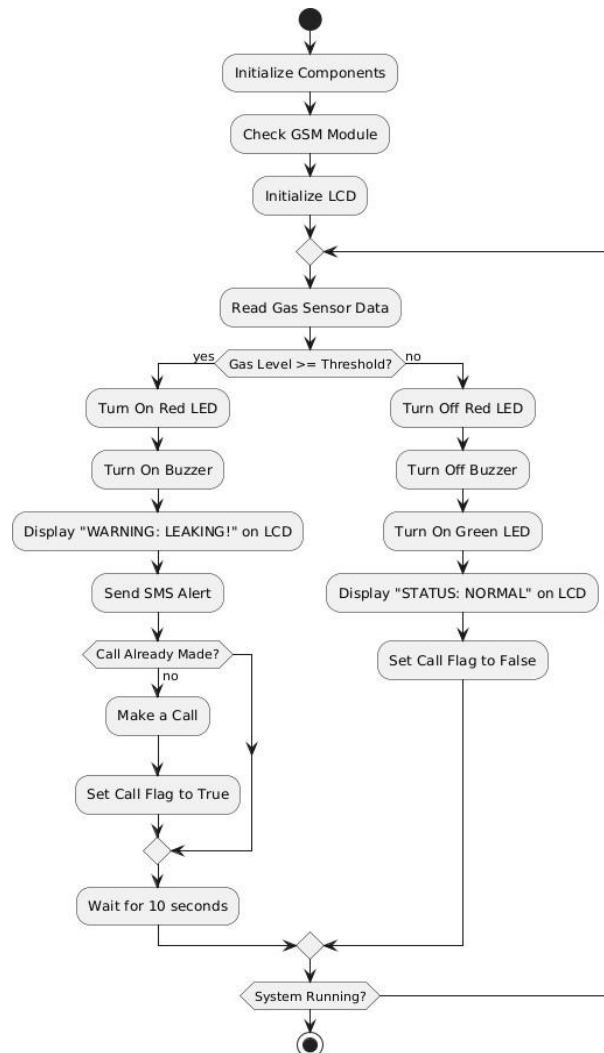 Initialize Components
Check GSM Module
Initialize LCD
Read Gas Sensor Data
yes
Gas Level >= Threshold?
no
Turn On Red LED
Turn On Buzzer
Display "WARNING: LEAKING!" on LCD
Send SMS Alert
Call Already Made?
no
Make a Call
Set Call Flag to True
Wait for 10 seconds
Turn Off Red LED
Turn Off Buzzer
Turn On Green LED
Display "STATUS: NORMAL" on LCD
Set Call Flag to False
System Running?